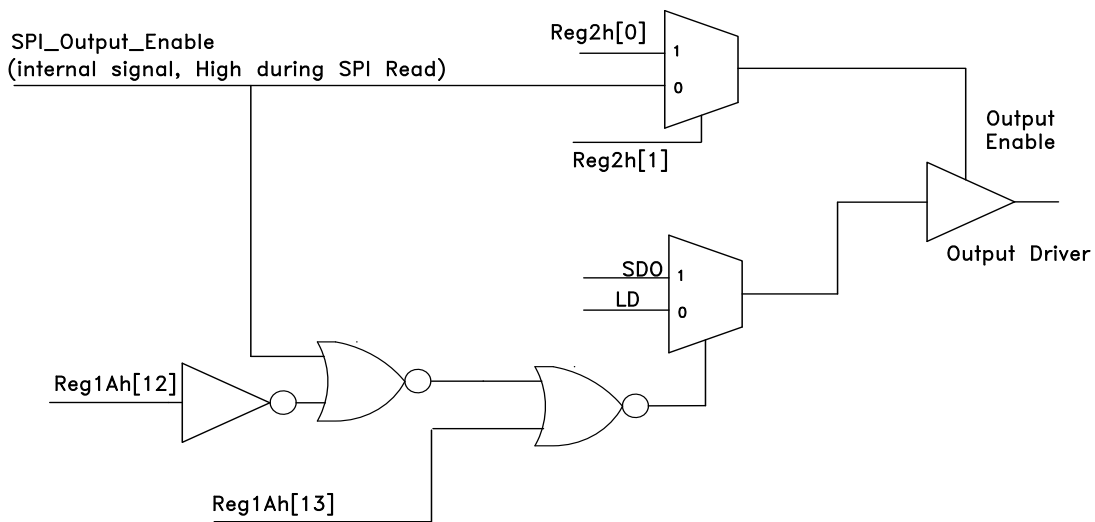 SPI_Output_Enable
(internal signal, High during SPI Read)
Reg2h[0]
1
0
Reg2h[1]
Output
Enable
Output Driver
SDO
1
LD
0
Reg1Ah[12]
Reg1Ah[13]